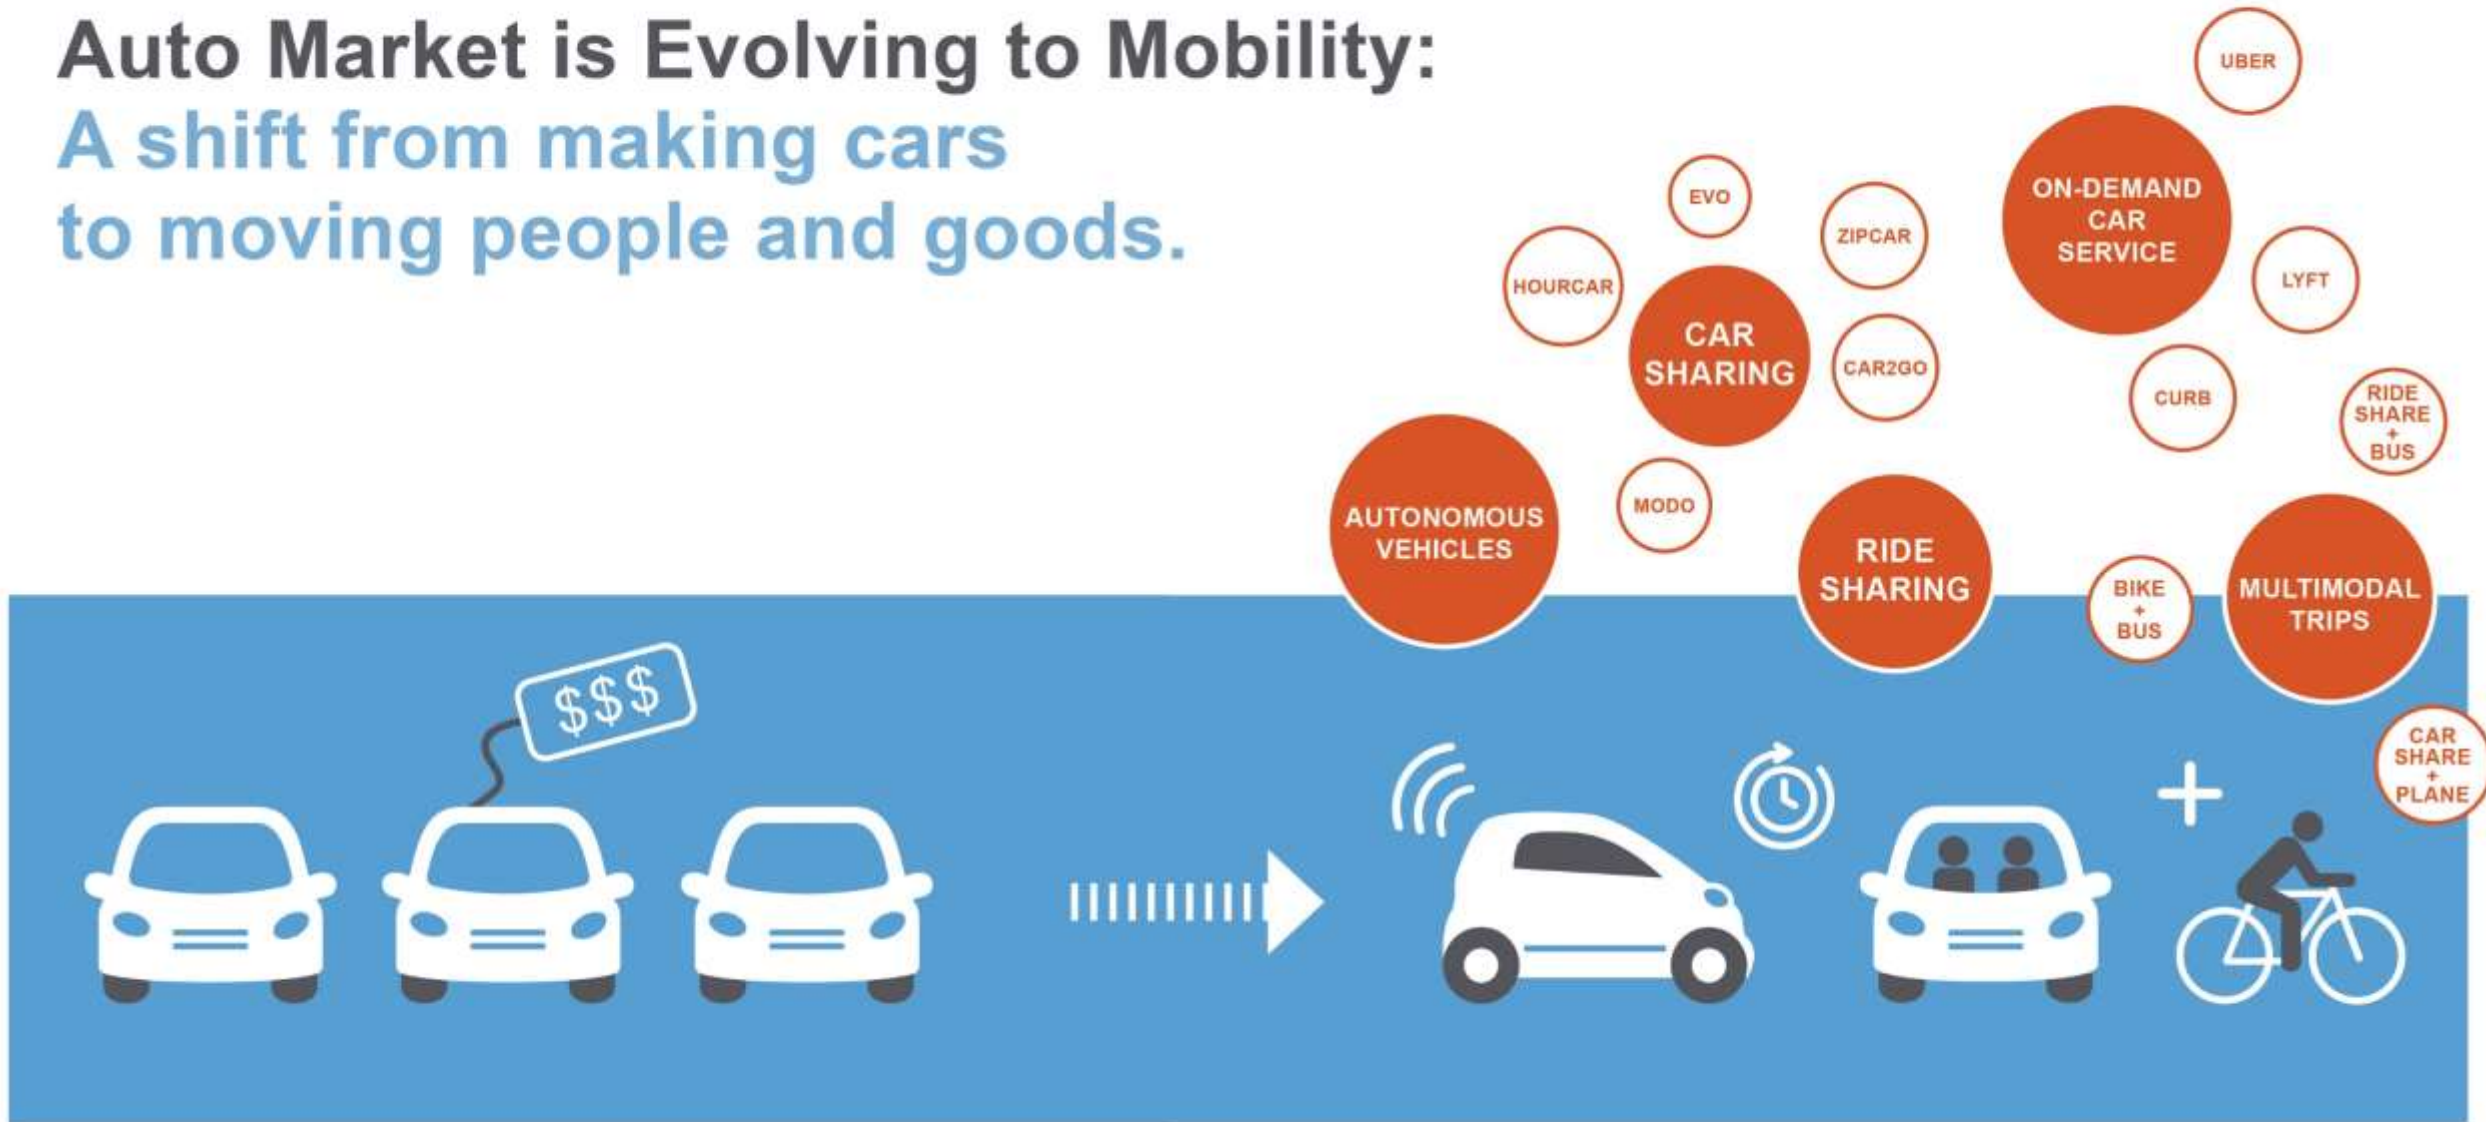 Auto Market is Evolving to Mobility:
A shift from making cars
to moving people and goods.
UBER
ON-DEMAND
CAR
SERVICE
LYFT
CURB
EVO
ZIPCAR
HOURCAR
CAR
SHARING
CAR2GO
MODO
AUTONOMOUS
VEHICLES
RIDE
SHARING
RIDE
SHARE
+
BUS
BIKE
+
BUS
MULTIMODAL
TRIPS
CAR
SHARE
+
PLANE
$$$
+